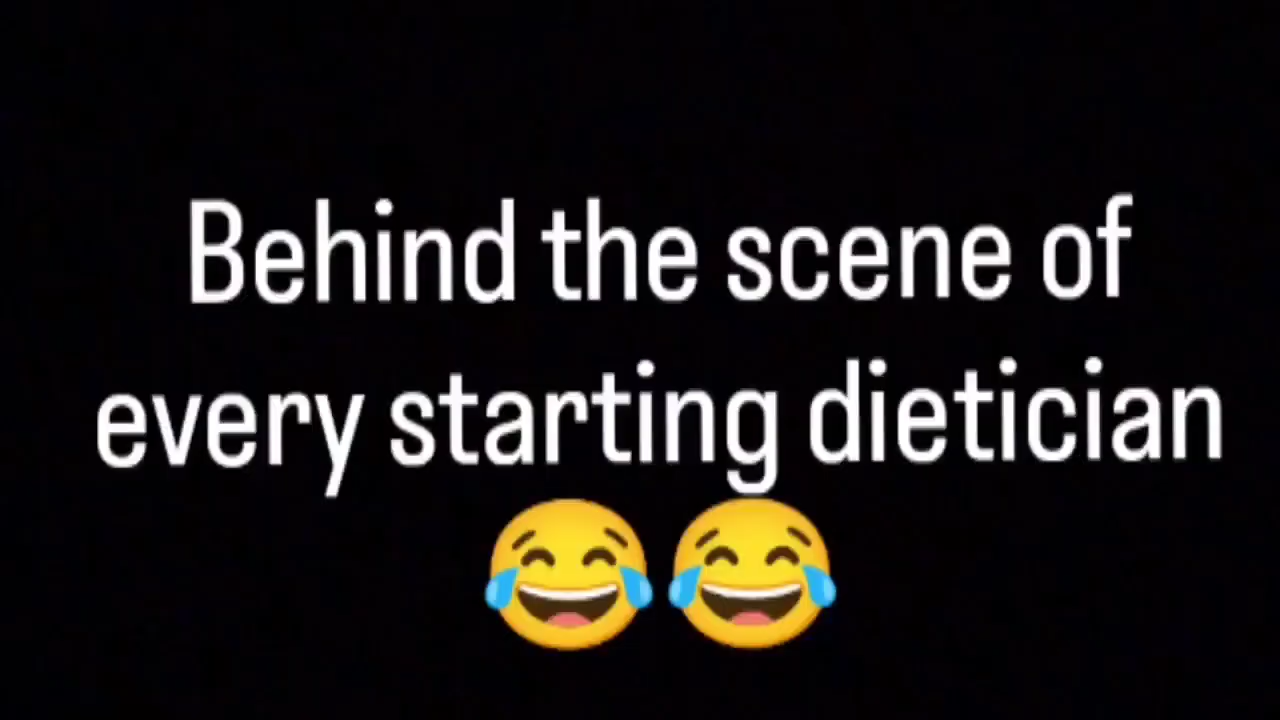 Behind the scene of
every starting dietician
😂😂